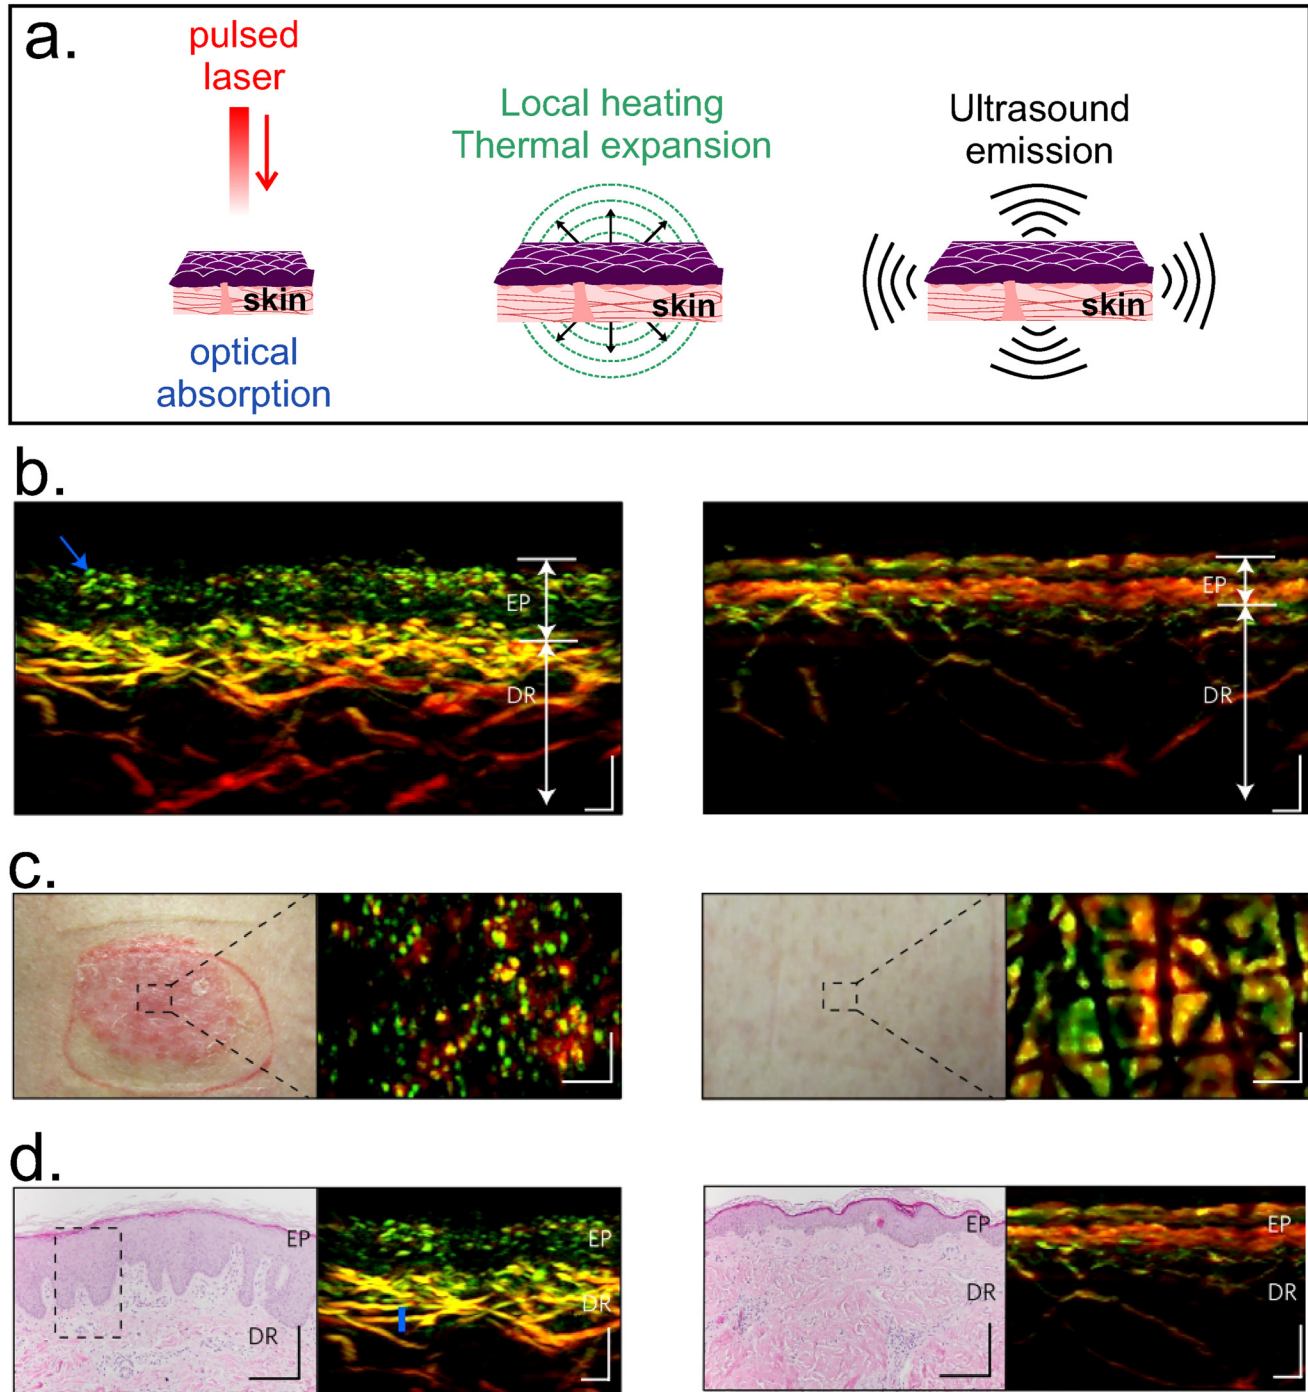 a.
pulsed
laser
Local heating
Thermal expansion
Ultrasound
emission
skin
skin
skin
optical
absorption
b.
EP
DR
EP
DR
c.
d.
EP
DR
EP
DR
EP
DR
EP
DR